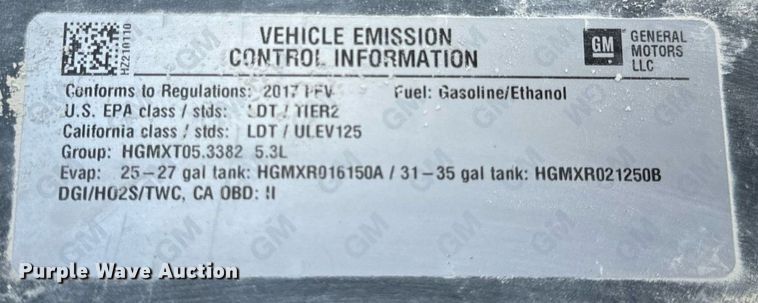 VEHICLE EMISSION
CONTROL INFORMATION
GM
GENERAL
MOTORS
LLC
HZ210110
Conforms to Regulations: 2017 Fuel: Gasoline/Ethanol
U.S. EPA class / stds: LDT / TIER2
California class / stds: LDT / ULEV125
Group: HGMXT05.3382 5.3L
Evap: 25-27 gal tank: HGMXR016150A / 31-35 gal tank: HGMXR021250B
DGI/HO2S/TWC, CA OBD: II
Purple Wave Auction